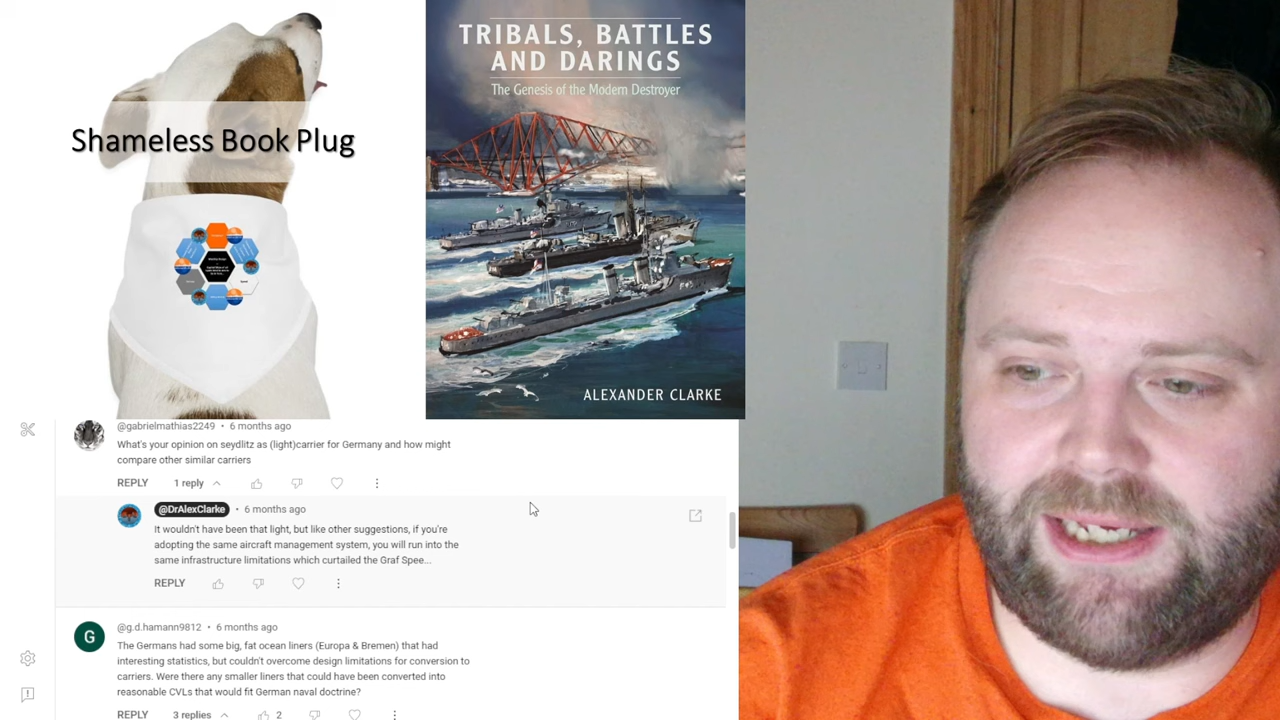 Shameless Book Plug
TRIBALS, BATTLES
AND DARINGS
The Genesis of the Modern Destroyer
ALEXANDER CLARKE
@gabrielmathias2249 • 6 months ago
What's your opinion on seydlitz as (light)carrier for Germany and how might
compare other similar carriers
REPLY 1 reply
@DrAlexClarke • 6 months ago
It wouldn't have been that light, but like other suggestions, if you're
adopting the same aircraft management system, you will run into the
same infrastructure limitations which curtailed the Graf Spee...
REPLY
G
@g.d.hamann9812 • 6 months ago
The Germans had some big, fat ocean liners (Europa & Bremen) that had
interesting statistics, but couldn't overcome design limitations for conversion to
carriers. Were there any smaller liners that could have been converted into
reasonable CVLs that would fit German naval doctrine?
REPLY 3 replies 2